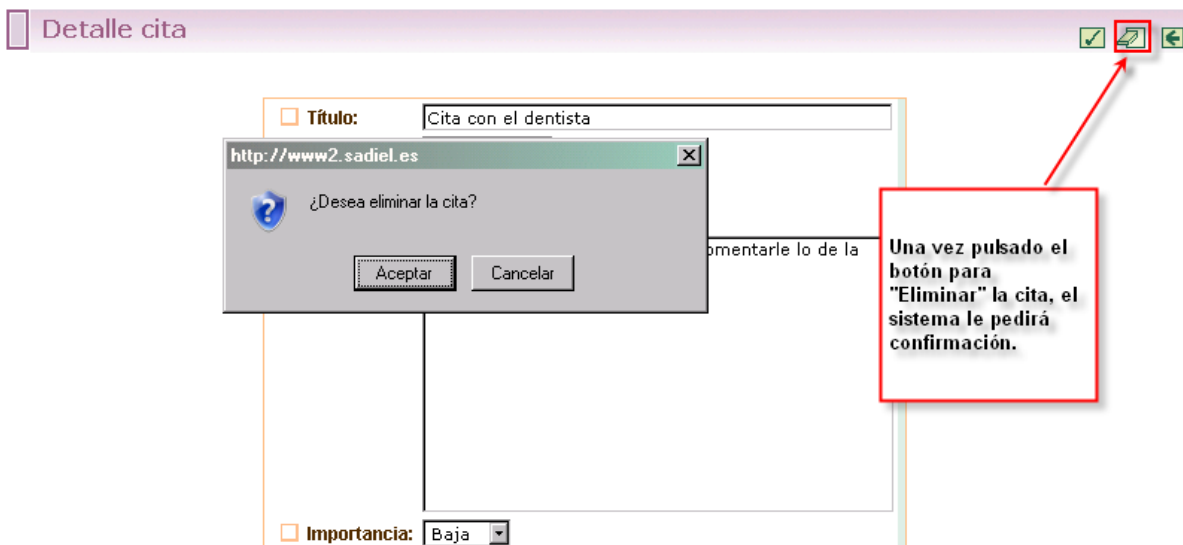 Detalle cita
Título:
Cita con el dentista
http://www2.sadiel.es
¿Desea eliminar la cita?
Aceptar
Cancelar
lo de la
Una vez pulsado el
botón para
"Eliminar" la cita, el
sistema le pedirá
confirmación.
Importancia:
Baja